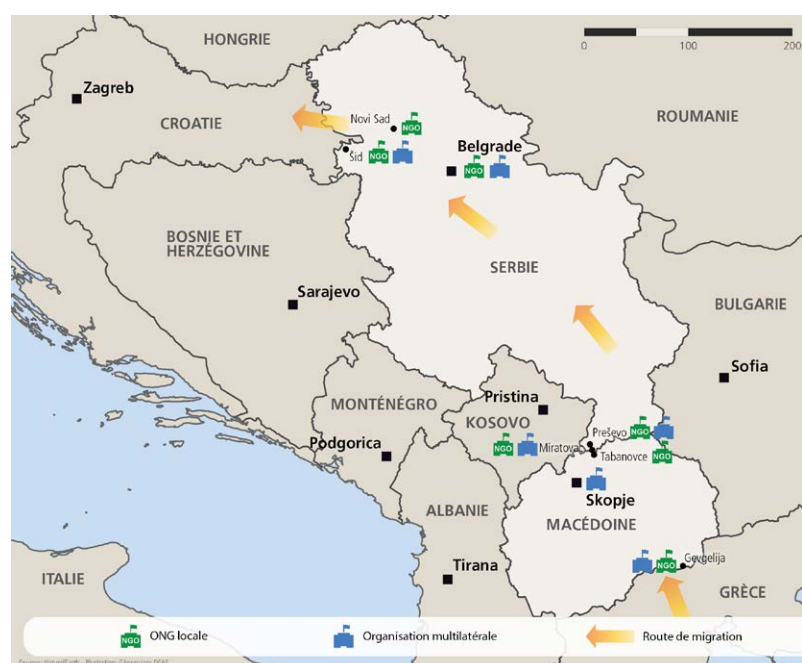 HONGRIE
0 100 200
Zagreb
ROUMANIE
CROATIE
Novi Sad
NGO
Šid
NGO
Belgrade
NGO
BOSNIE ET
HERZÉGOVINE
SERBIE
Sarajevo
BULGARIE
Sofia
Pristina
MONTÉNÉGRO
KOSOVO
Preševo
NGO
NGO
Miratovac
Tabanovce
NGO
Podgorica
Skopje
ALBANIE
MACÉDOINE
Gevgelija
NGO
ITALIE
Tirana
GRÈCE
NGO
ONG locale
Organisation multilatérale
Route de migration